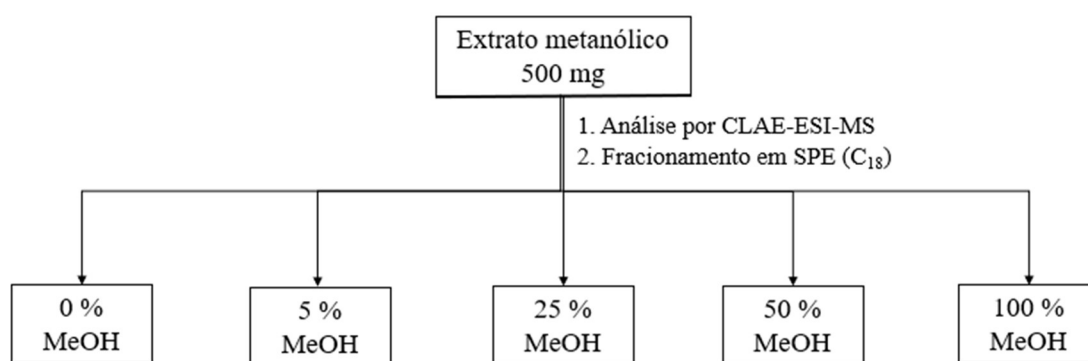 Extrato metanólico
500 mg
1. Análise por CLAE-ESI-MS
2. Fracionamento em SPE (C₁₈)
0 %
MeOH
5 %
MeOH
25 %
MeOH
50 %
MeOH
100 %
MeOH